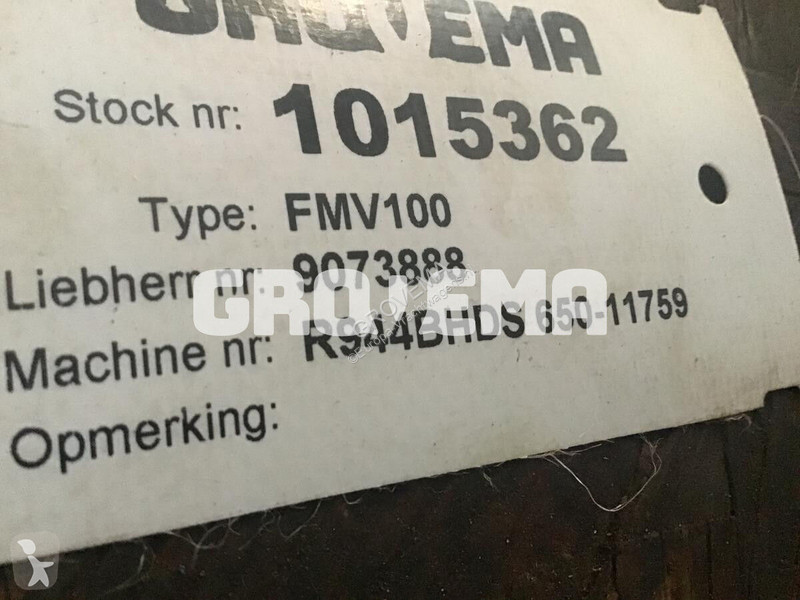 GROVEMA
Stock nr: 1015362
Type: FMV100
Liebherr nr: 9073888
GROVEMA
Machine nr: R944BHDS 650-11759
Opmerking: